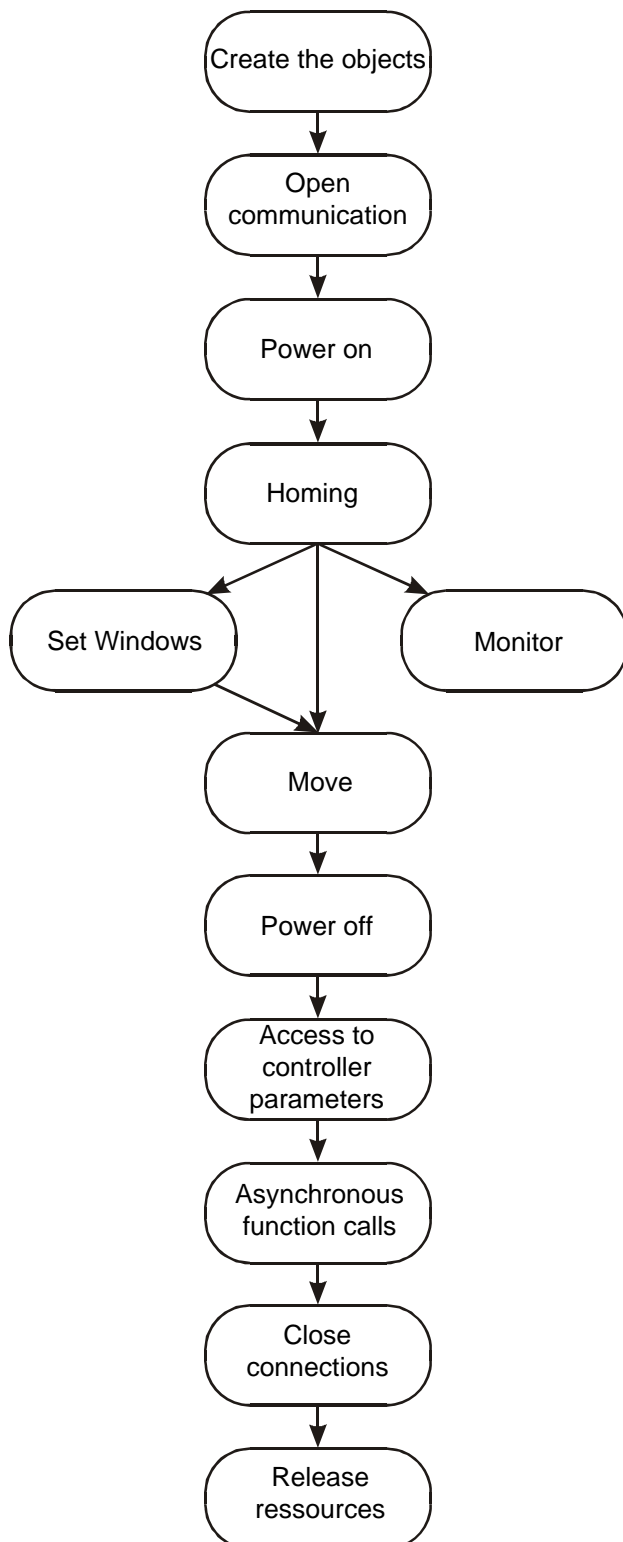 Create the objects
Open
communication
Power on
Homing
Set Windows
Monitor
Move
Power off
Access to
controller
parameters
Asynchronous
function calls
Close
connections
Release
ressources